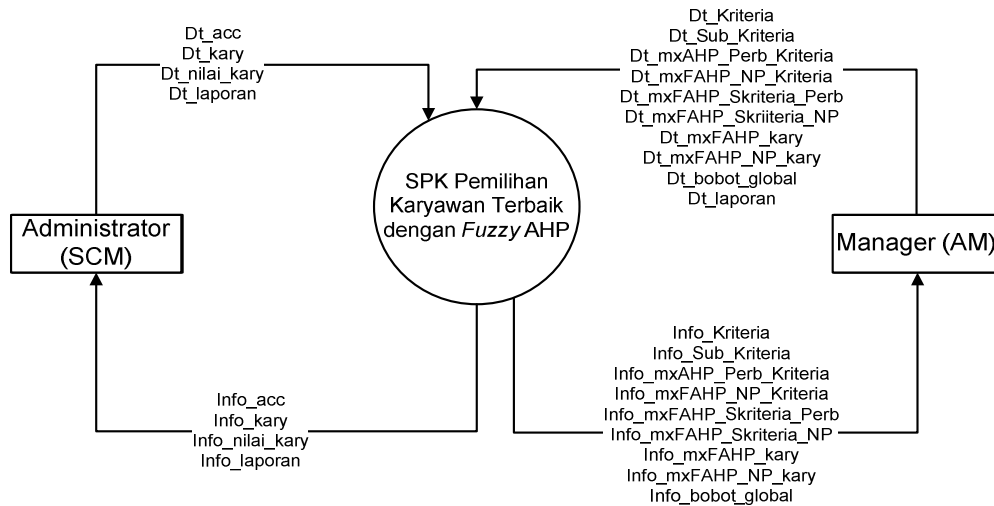 Dt_acc
Dt_kary
Dt_nilai_kary
Dt_laporan
Dt_Kriteria
Dt_Sub_Kriteria
Dt_mxAHP_Perb_Kriteria
Dt_mxFAHP_NP_Kriteria
Dt_mxFAHP_Skriteria_Perb
Dt_mxFAHP_Skriiteria_NP
Dt_mxFAHP_kary
Dt_mxFAHP_NP_kary
Dt_bobot_global
Dt_laporan
SPK Pemilihan
Karyawan Terbaik
dengan Fuzzy AHP
Administrator
(SCM)
Manager (AM)
Info_acc
Info_kary
Info_nilai_kary
Info_laporan
Info_Kriteria
Info_Sub_Kriteria
Info_mxAHP_Perb_Kriteria
Info_mxFAHP_NP_Kriteria
Info_mxFAHP_Skriteria_Perb
Info_mxFAHP_Skriteria_NP
Info_mxFAHP_kary
Info_mxFAHP_NP_kary
Info_bobot_global